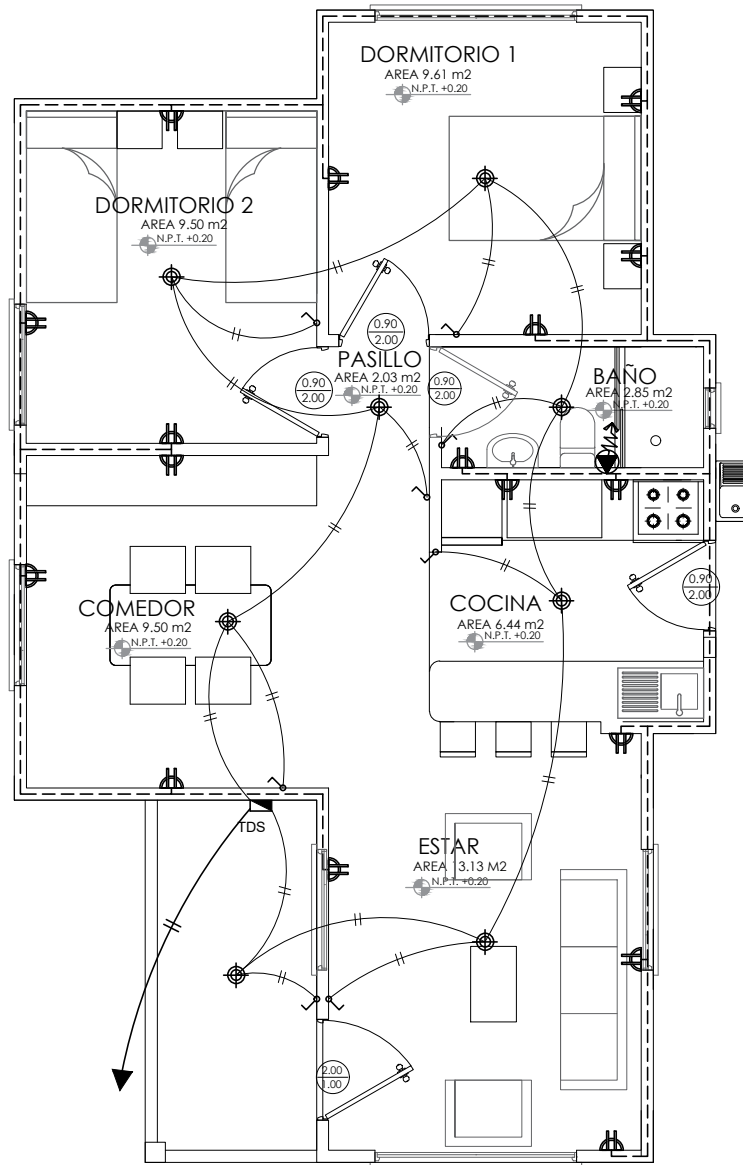 DORMITORIO 1
AREA 9.61 m2
N.P.T. +0.20
DORMITORIO 2
AREA 9.50 m2
N.P.T. +0.20
0.90
2.00
PASILLO
AREA 2.03 m2
N.P.T. +0.20
0.90
2.00
0.90
2.00
BAÑO
AREA 2.85 m2
N.P.T. +0.20
0.90
2.00
COMEDOR
AREA 9.50 m2
N.P.T. +0.20
COCINA
AREA 6.44 m2
N.P.T. +0.20
TDS
ESTAR
AREA 13.13 M2
N.P.T. +0.20
2.00
1.00